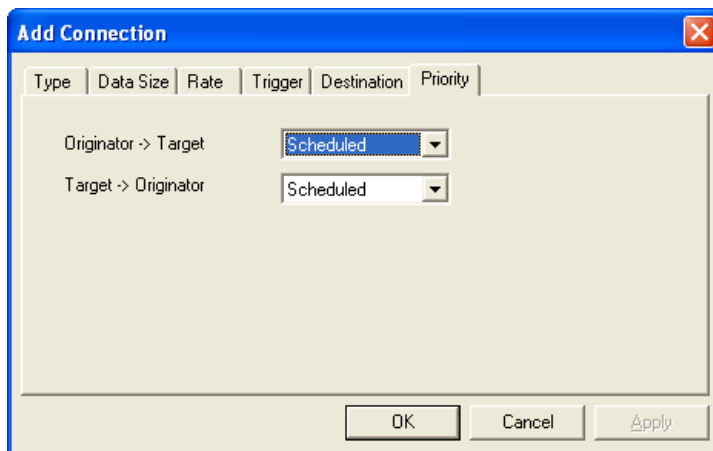 Add Connection
Type Data Size Rate Trigger Destination Priority
Originator -> Target Scheduled
Target -> Originator Scheduled
OK Cancel Apply